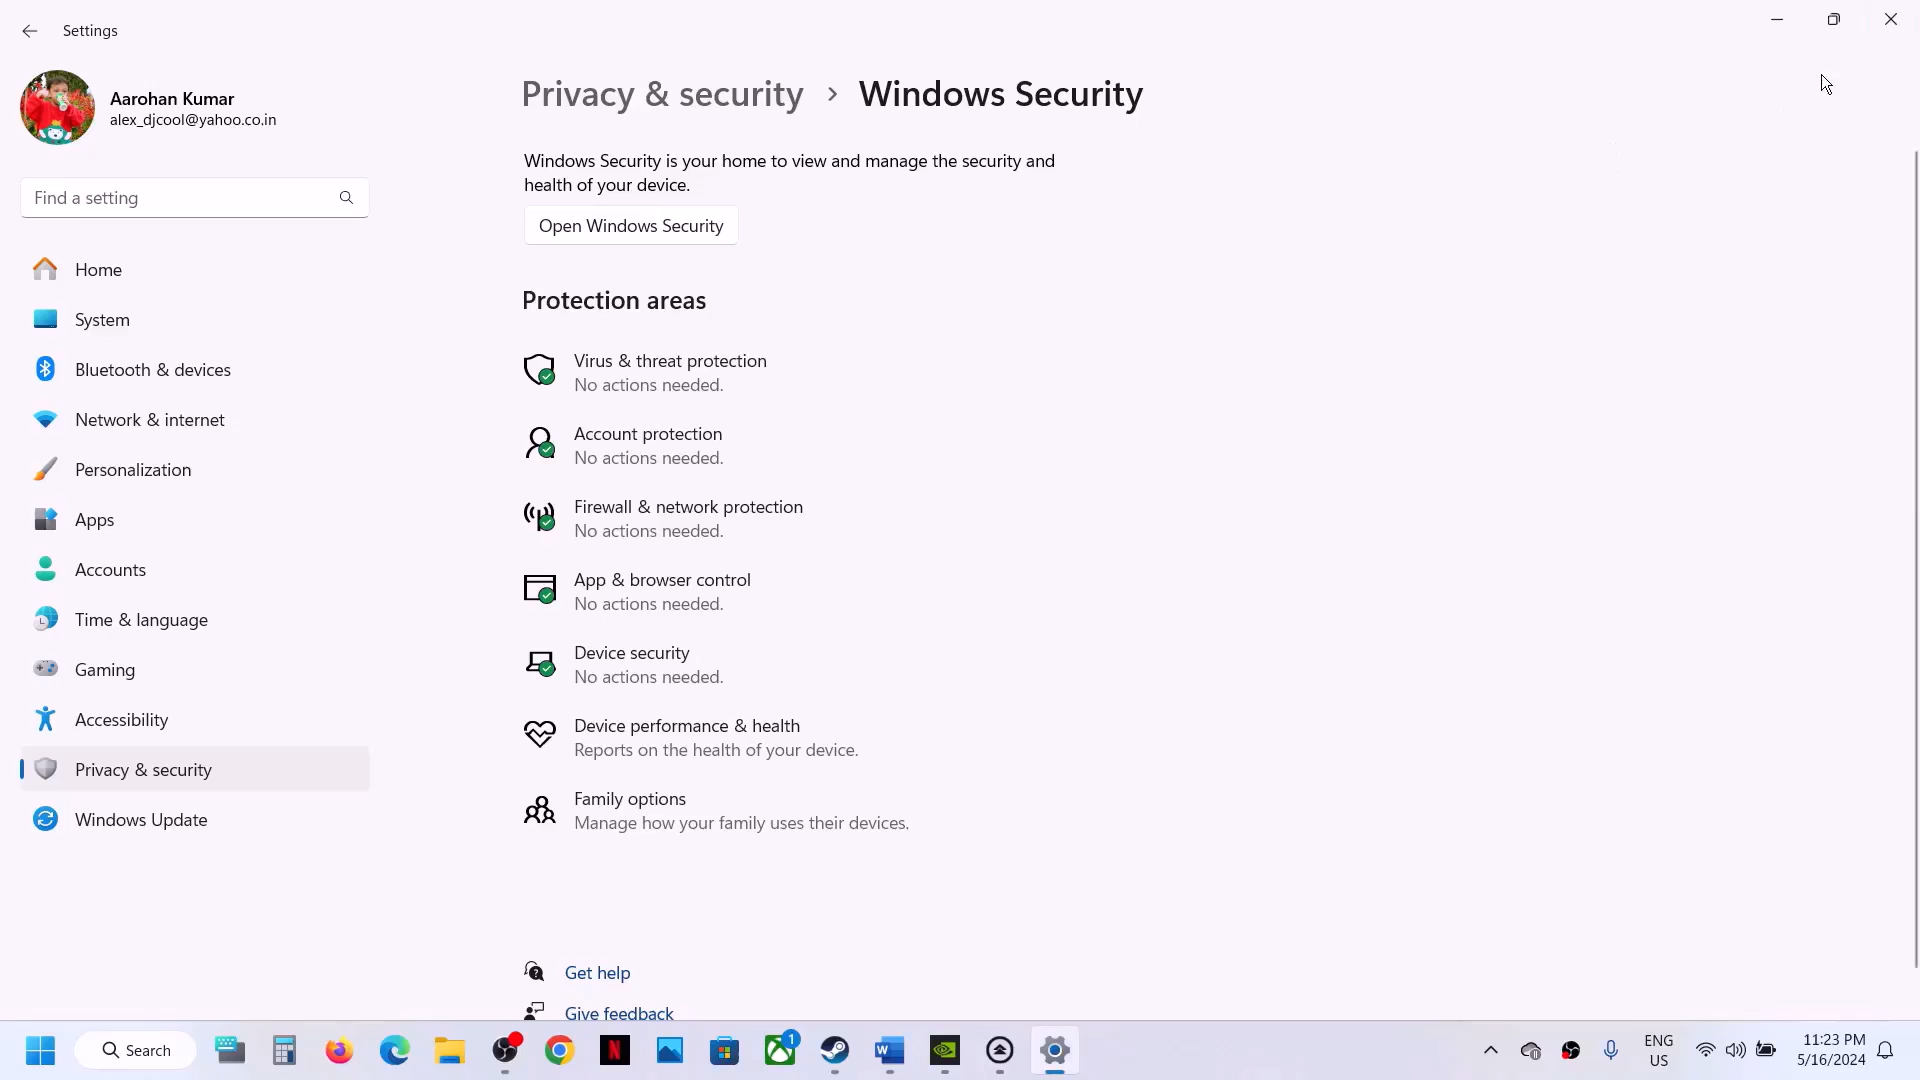 Settings
Aarohan Kumar
alex_djcool@yahoo.co.in
Find a setting
Home
System
Bluetooth & devices
Network & internet
Personalization
Apps
Accounts
Time & language
Gaming
Accessibility
Privacy & security
Windows Update
Privacy & security > Windows Security
Windows Security is your home to view and manage the security and
health of your device.
Open Windows Security
Protection areas
Virus & threat protection
No actions needed.
Account protection
No actions needed.
Firewall & network protection
No actions needed.
App & browser control
No actions needed.
Device security
No actions needed.
Device performance & health
Reports on the health of your device.
Family options
Manage how your family uses their devices.
Get help
Give feedback
Search
1
ENG
US
11:23 PM
5/16/2024